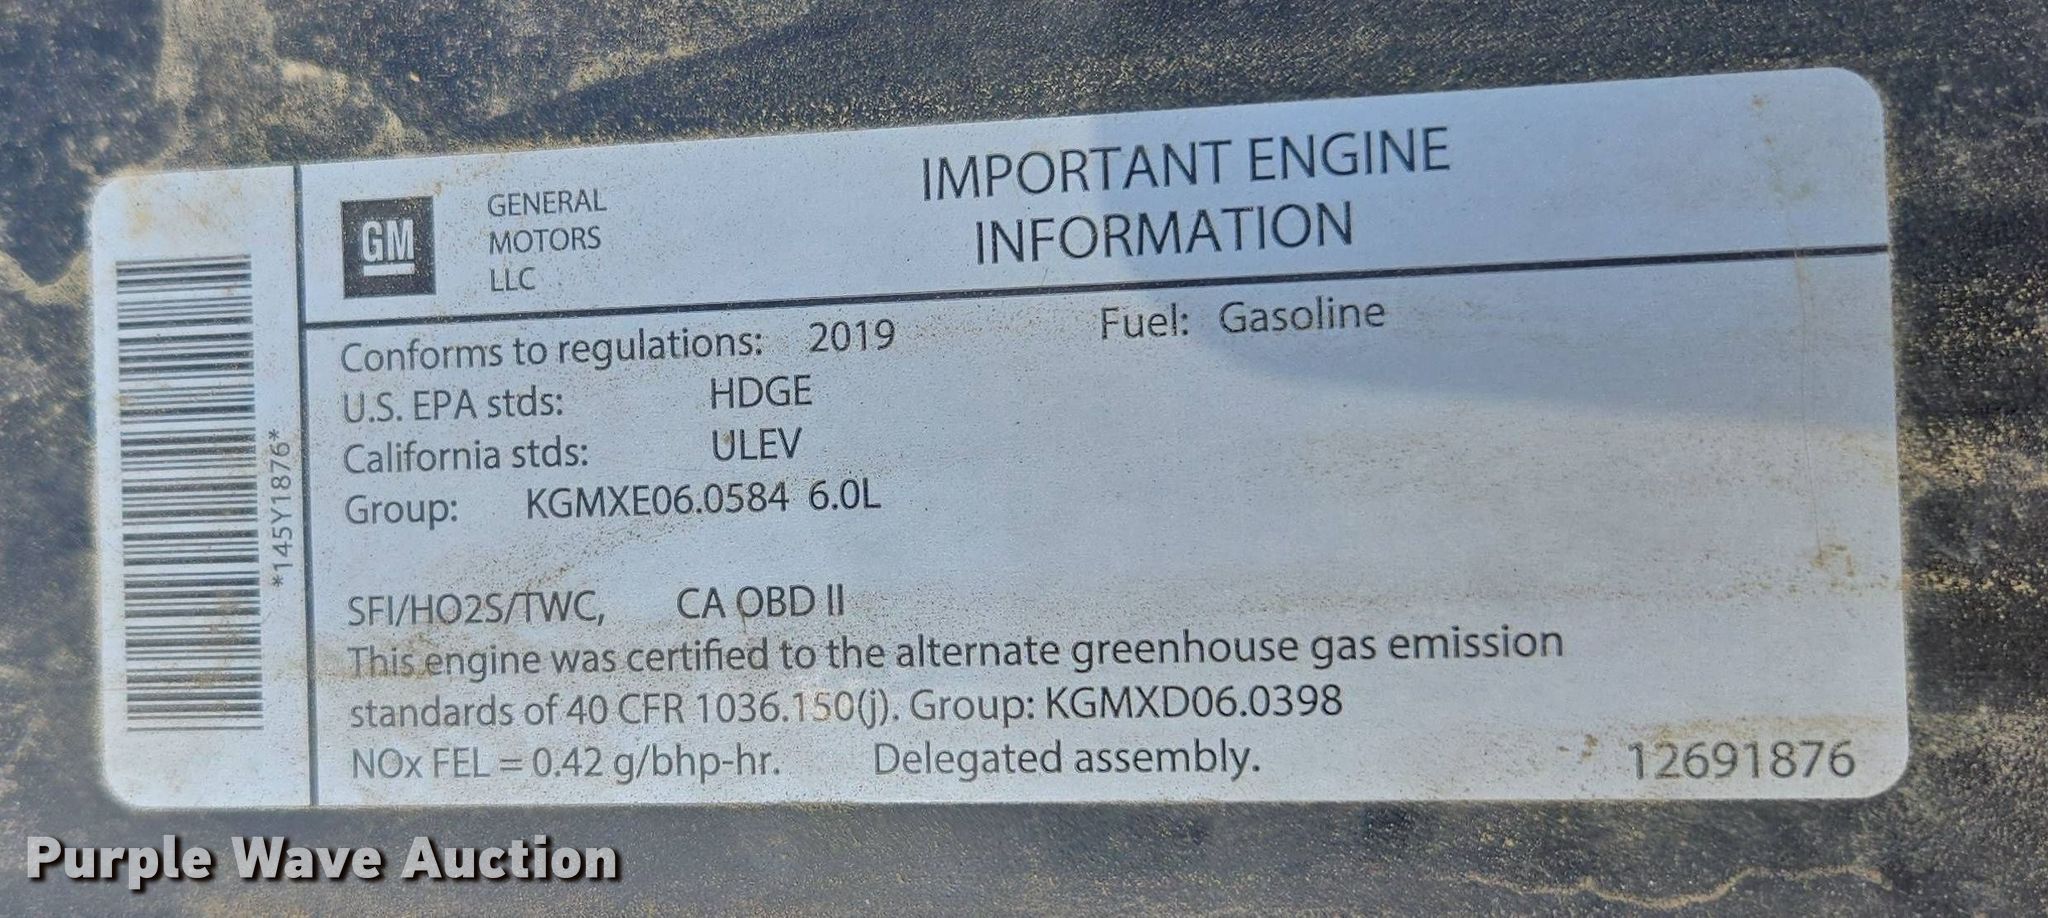 *145Y1876*
GM
GENERAL
MOTORS
LLC
IMPORTANT ENGINE
INFORMATION
Conforms to regulations: 2019 Fuel: Gasoline
U.S. EPA stds: HDGE
California stds: ULEV
Group: KGMXE06.0584 6.0L
SFI/HO2S/TWC, CA OBD II
This engine was certified to the alternate greenhouse gas emission
standards of 40 CFR 1036.150(j). Group: KGMXD06.0398
NOx FEL = 0.42 g/bhp-hr. Delegated assembly.
12691876
Purple Wave Auction